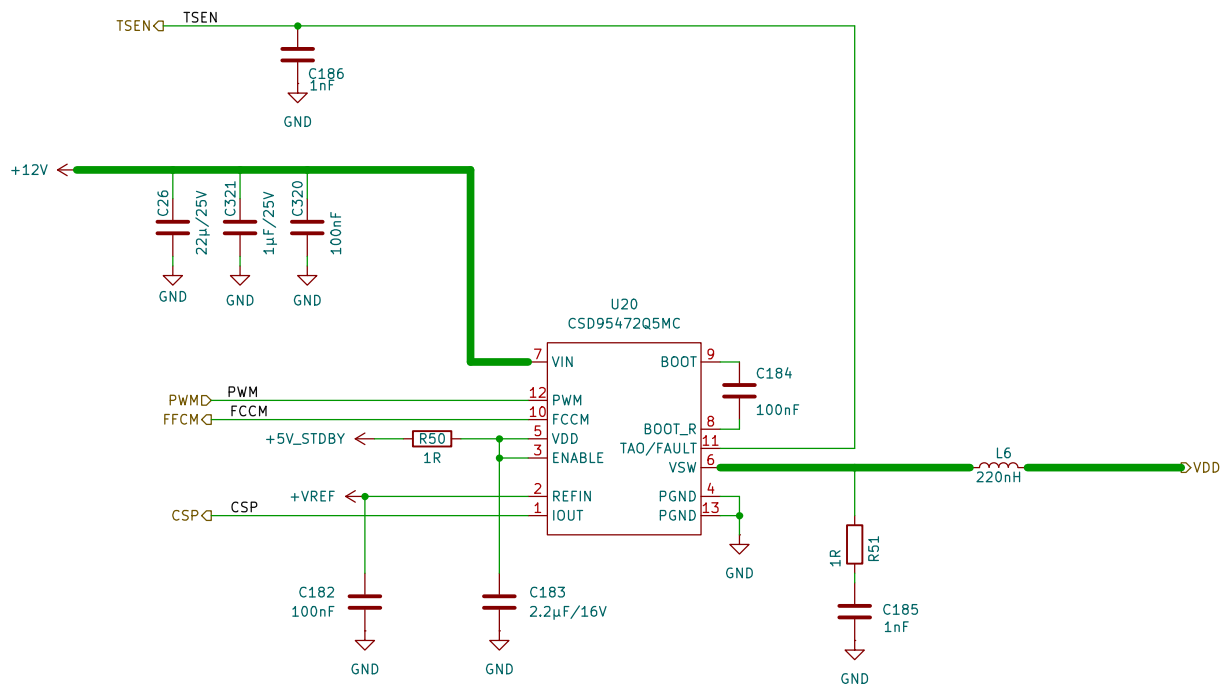 TSEN
TSEN
C186
1nF
GND
+12V
C26
22µ/25V
C321
1µF/25V
C320
100nF
GND
GND
GND
U20
CSD95472Q5MC
7
VIN
BOOT
9
C184
100nF
PWM
PWM
12
PWM
FFCM
FCCM
10
FCCM
BOOT_R
8
+5V_STDBY
R50
1R
5
VDD
TAO/FAULT
11
3
ENABLE
VSW
6
L6
220nH
VDD
+VREF
2
REFIN
PGND
4
CSP
CSP
1
IOUT
PGND
13
GND
1R
R51
C182
100nF
C183
2.2µF/16V
C185
1nF
GND
GND
GND